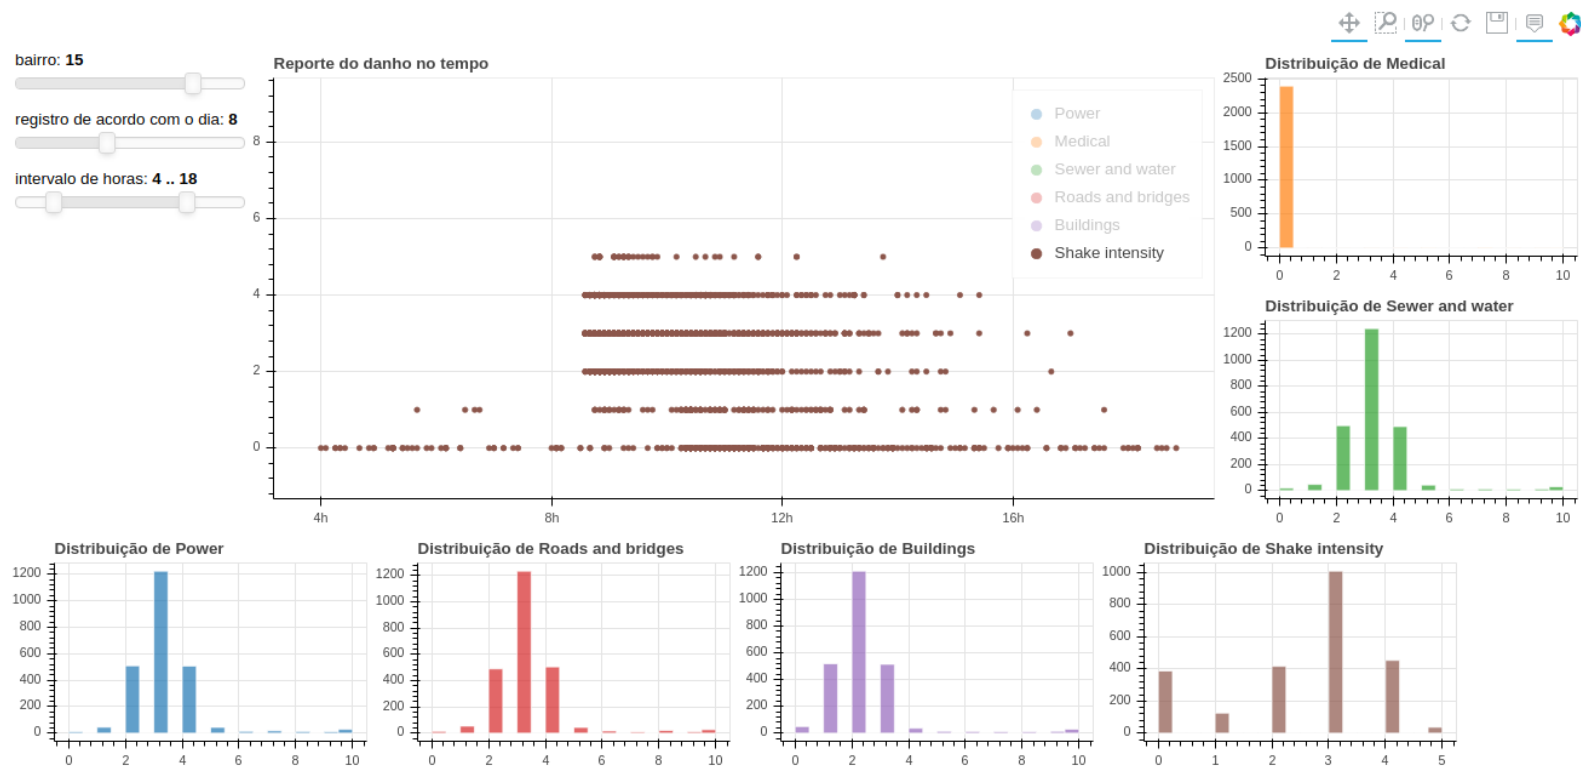 bairro: 15
registro de acordo com o dia: 8
intervalo de horas: 4 .. 18
Reporte do danho no tempo
8
6
4
2
0
4h 8h 12h 16h
Power
Medical
Sewer and water
Roads and bridges
Buildings
Shake intensity
Distribuição de Medical
2500
2000
1500
1000
500
0
0 2 4 6 8 10
Distribuição de Sewer and water
1200
1000
800
600
400
200
0
0 2 4 6 8 10
Distribuição de Power
1200
1000
800
600
400
200
0
0 2 4 6 8 10
Distribuição de Roads and bridges
1200
1000
800
600
400
200
0
0 2 4 6 8 10
Distribuição de Buildings
1200
1000
800
600
400
200
0
0 2 4 6 8 10
Distribuição de Shake intensity
1000
800
600
400
200
0
0 1 2 3 4 5